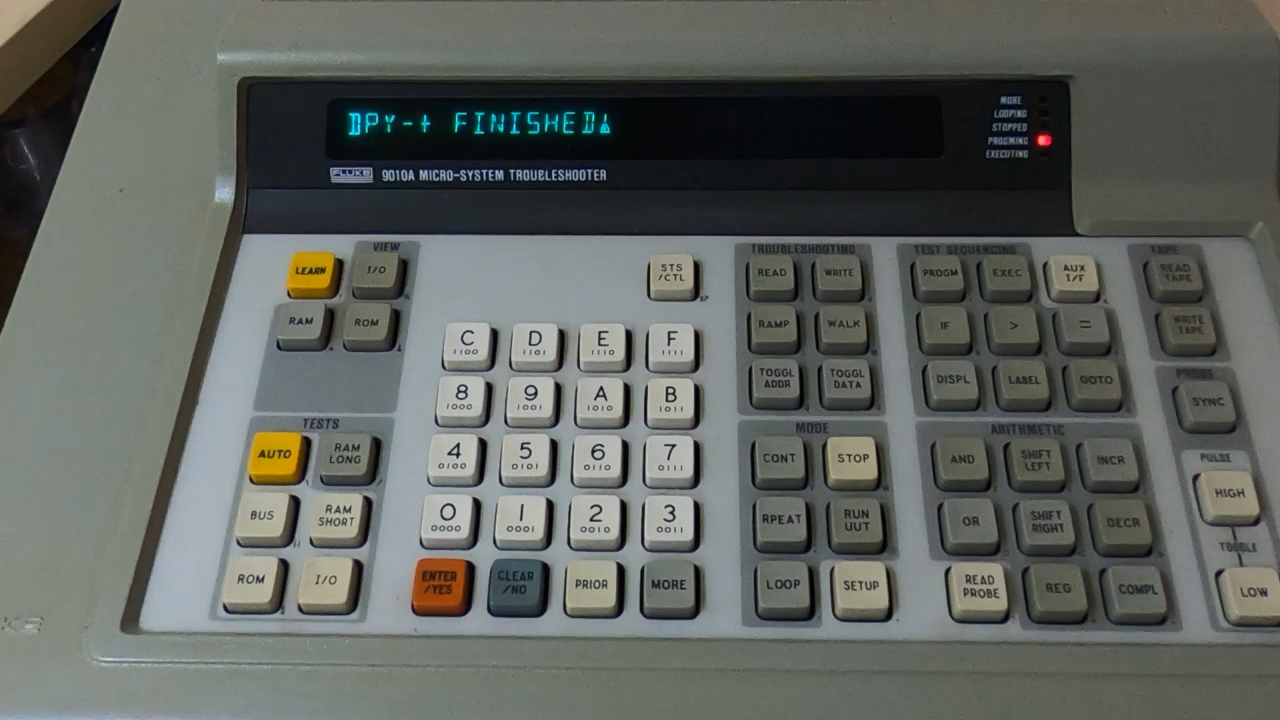 DPY-+ FINISHED
MORE
LOOPING
STOPPED
PROGMING
EXECUTING
FLUKE 9010A MICRO-SYSTEM TROUBLESHOOTER
VIEW
LEARN
I/O
RAM
ROM
TESTS
AUTO
RAM LONG
BUS
RAM SHORT
ROM
I/O
STS /CTL
C 1100
D 1101
E 1110
F 1111
8 1000
9 1001
A 1010
B 1011
4 0100
5 0101
6 0110
7 0111
0 0000
1 0001
2 0010
3 0011
ENTER /YES
CLEAR /NO
PRIOR
MORE
TROUBLESHOOTING
READ
WRITE
RAMP
WALK
TOGGL ADDR
TOGGL DATA
MODE
CONT
STOP
RPEAT
RUN UUT
LOOP
SETUP
TEST SEQUENCING
PROGM
EXEC
AUX I/F
IF
>
=
DISPL
LABEL
GOTO
ARITHMETIC
AND
SHIFT LEFT
INCR
OR
SHIFT RIGHT
DECR
READ PROBE
REG
COMPL
TAPE
READ TAPE
WRITE TAPE
PROBE
SYNC
PULSE
HIGH
TOGGLE
LOW